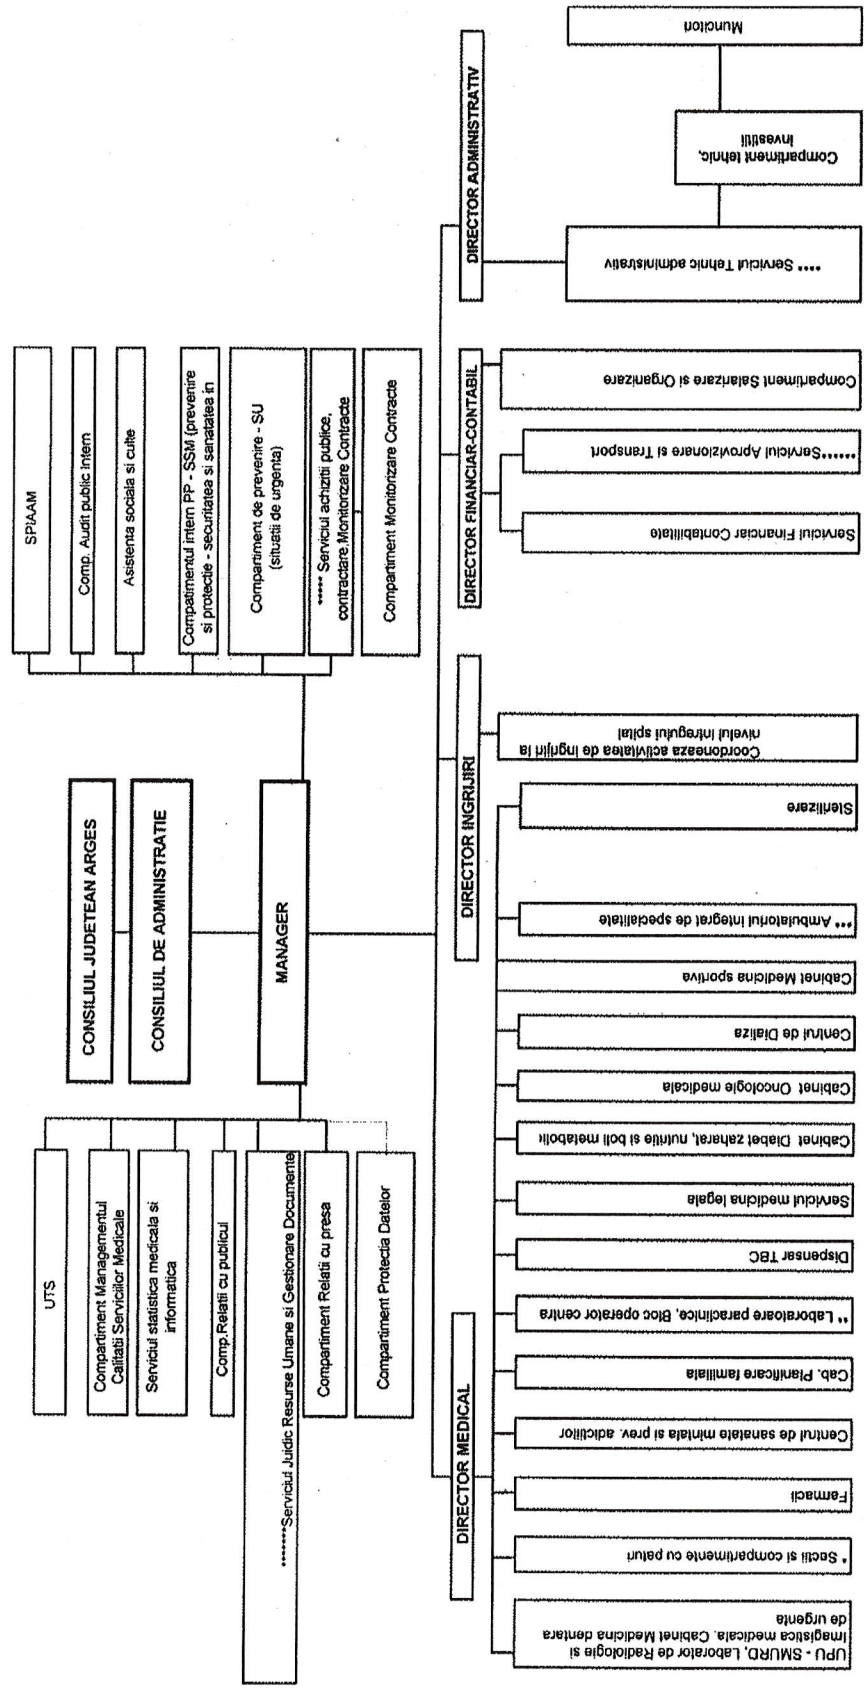 CONSILIUL JUDETEAN ARGES
CONSILIUL DE ADMINISTRATIE
MANAGER
UTS
Compartiment Managementul
Calitatii Serviciilor Medicale
Serviciul statistica medicala si
informatica
Comp.Relatii cu publicul
*******Serviciul Juidic Resurse Umane si Gestionare Documente
Compartiment Relatii cu presa
Compartiment Protectia Datelor
SPIAAM
Comp. Audit public intern
Asistenta sociala si culte
Compatimentul intern PP - SSM (prevenire
si protectie - securitatea si sanatatea in
Compartiment de prevenire - SU
(situatii de urgenta)
***** Serviciul achizitii publice,
contractare,Monitorizare Contracte
Compartiment Monitorizare Contracte
DIRECTOR MEDICAL
UPU - SMURD, Laborator de Radiologie si
Imagistica medicala. Cabinet Medicina dentara
de urgenta
* Sectii si compartimente cu paturi
Farmacii
Centrul de sanatate mintala si prev. adictiilor
Cab. Planificare familiala
** Laboratoare paraclinice, Bloc operator centra
Dispensar TBC
Serviciul medicina legala
Cabinet Diabet zaharat, nutritie si boli metabolic
Cabinet Oncologie medicala
Centrul de Dializa
Cabinet Medicina sportiva
*** Ambulatoriul Integrat de specialitate
Sterilizare
DIRECTOR INGRIJIRI
Coordoneaza activitatea de ingrijiri la
nivelul intregului spital
DIRECTOR FINANCIAR-CONTABIL
Serviciul Financiar Contabilitate
******Serviciul Aprovizionare si Transport
Compartiment Salarizare si Organizare
DIRECTOR ADMINISTRATIV
**** Serviciul Tehnic administrativ
Compartiment tehnic,
investitii
Muncitori